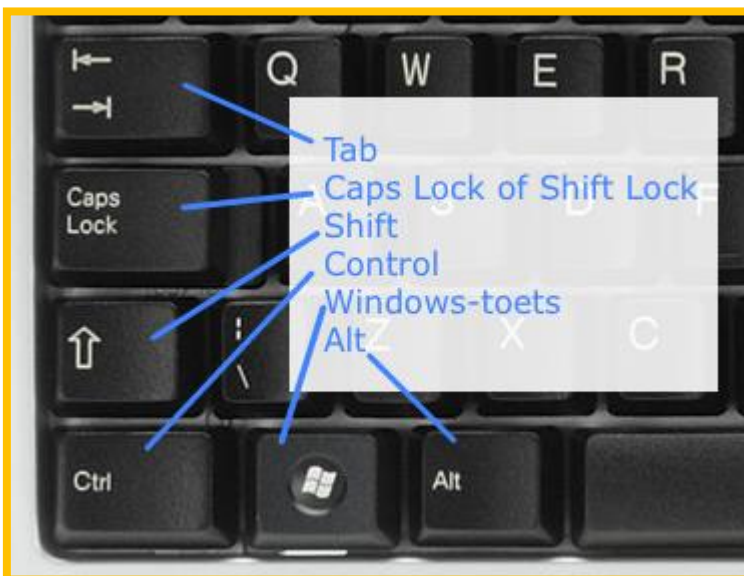 Q W E R
Tab
Caps Lock
Caps Lock of Shift Lock
A S D F
Shift
Control
Windows-toets
¦ \ Z X C
Alt
Ctrl
Alt